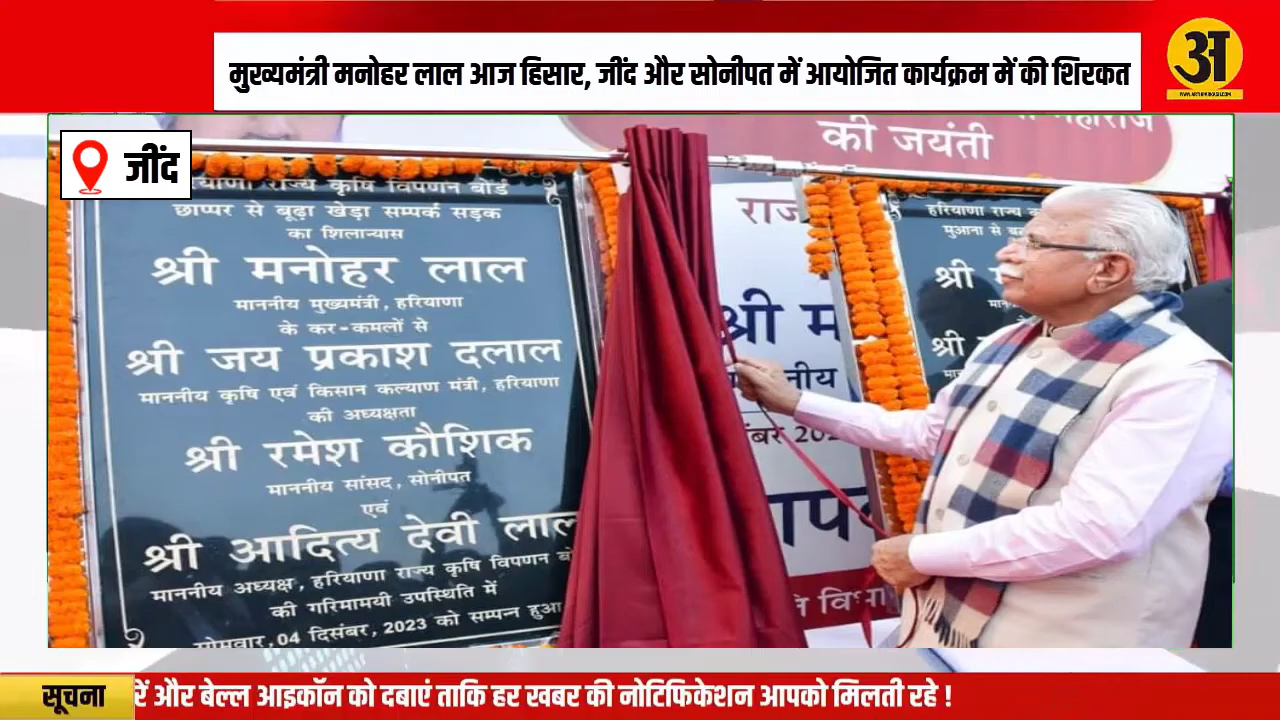 मुख्यमंत्री मनोहर लाल आज हिसार, जींद और सोनीपत में आयोजित कार्यक्रम में की शिरकत
अ
जींद
की जयंती
राज्य कृषि विपणन बोर्ड
छाप्पर से बूढ़ा खेड़ा सम्पर्क सड़क
का शिलान्यास
श्री मनोहर लाल
माननीय मुख्यमंत्री, हरियाणा
के कर-कमलों से
श्री जय प्रकाश दलाल
माननीय कृषि एवं किसान कल्याण मंत्री, हरियाणा
की अध्यक्षता
श्री रमेश कौशिक
माननीय सांसद, सोनीपत
एवं
श्री आदित्य देवी लाल
माननीय अध्यक्ष, हरियाणा राज्य कृषि विपणन
की गरिमामयी उपस्थिति में
सोमवार, 04 दिसंबर, 2023 को सम्पन्न हुआ
श्री
हरियाणा राज्य
मुआना से
श्री
श्री
सूचना
और बेल्ल आइकॉन को दबाएं ताकि हर खबर की नोटिफिकेशन आपको मिलती रहे !